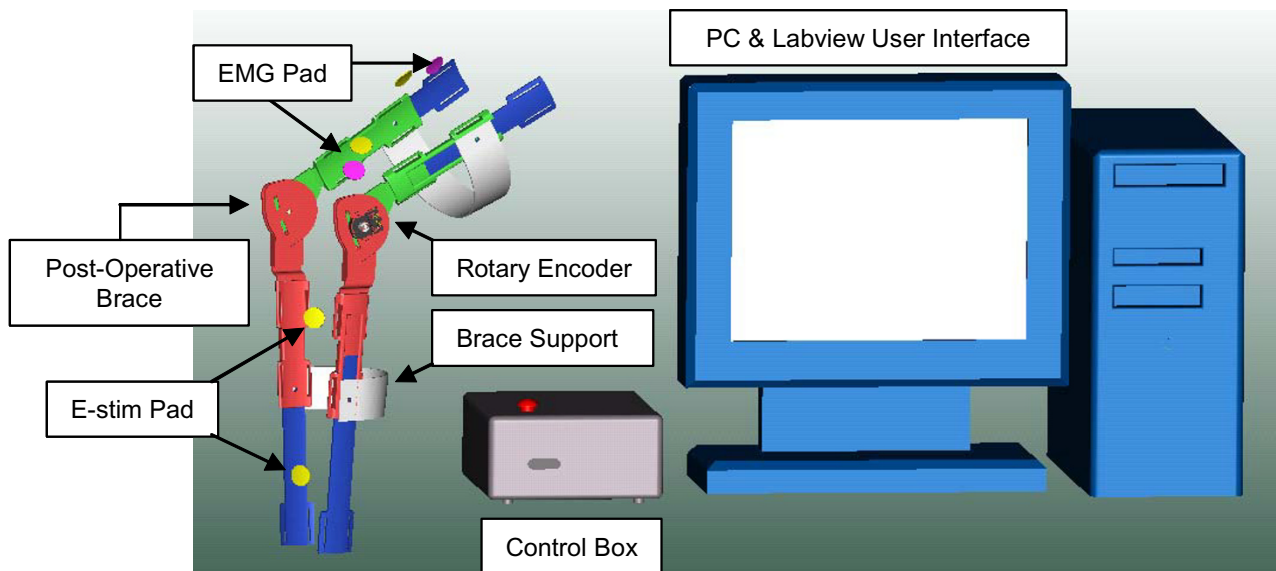 PC & Labview User Interface
EMG Pad
Post-Operative
Brace
Rotary Encoder
Brace Support
E-stim Pad
Control Box